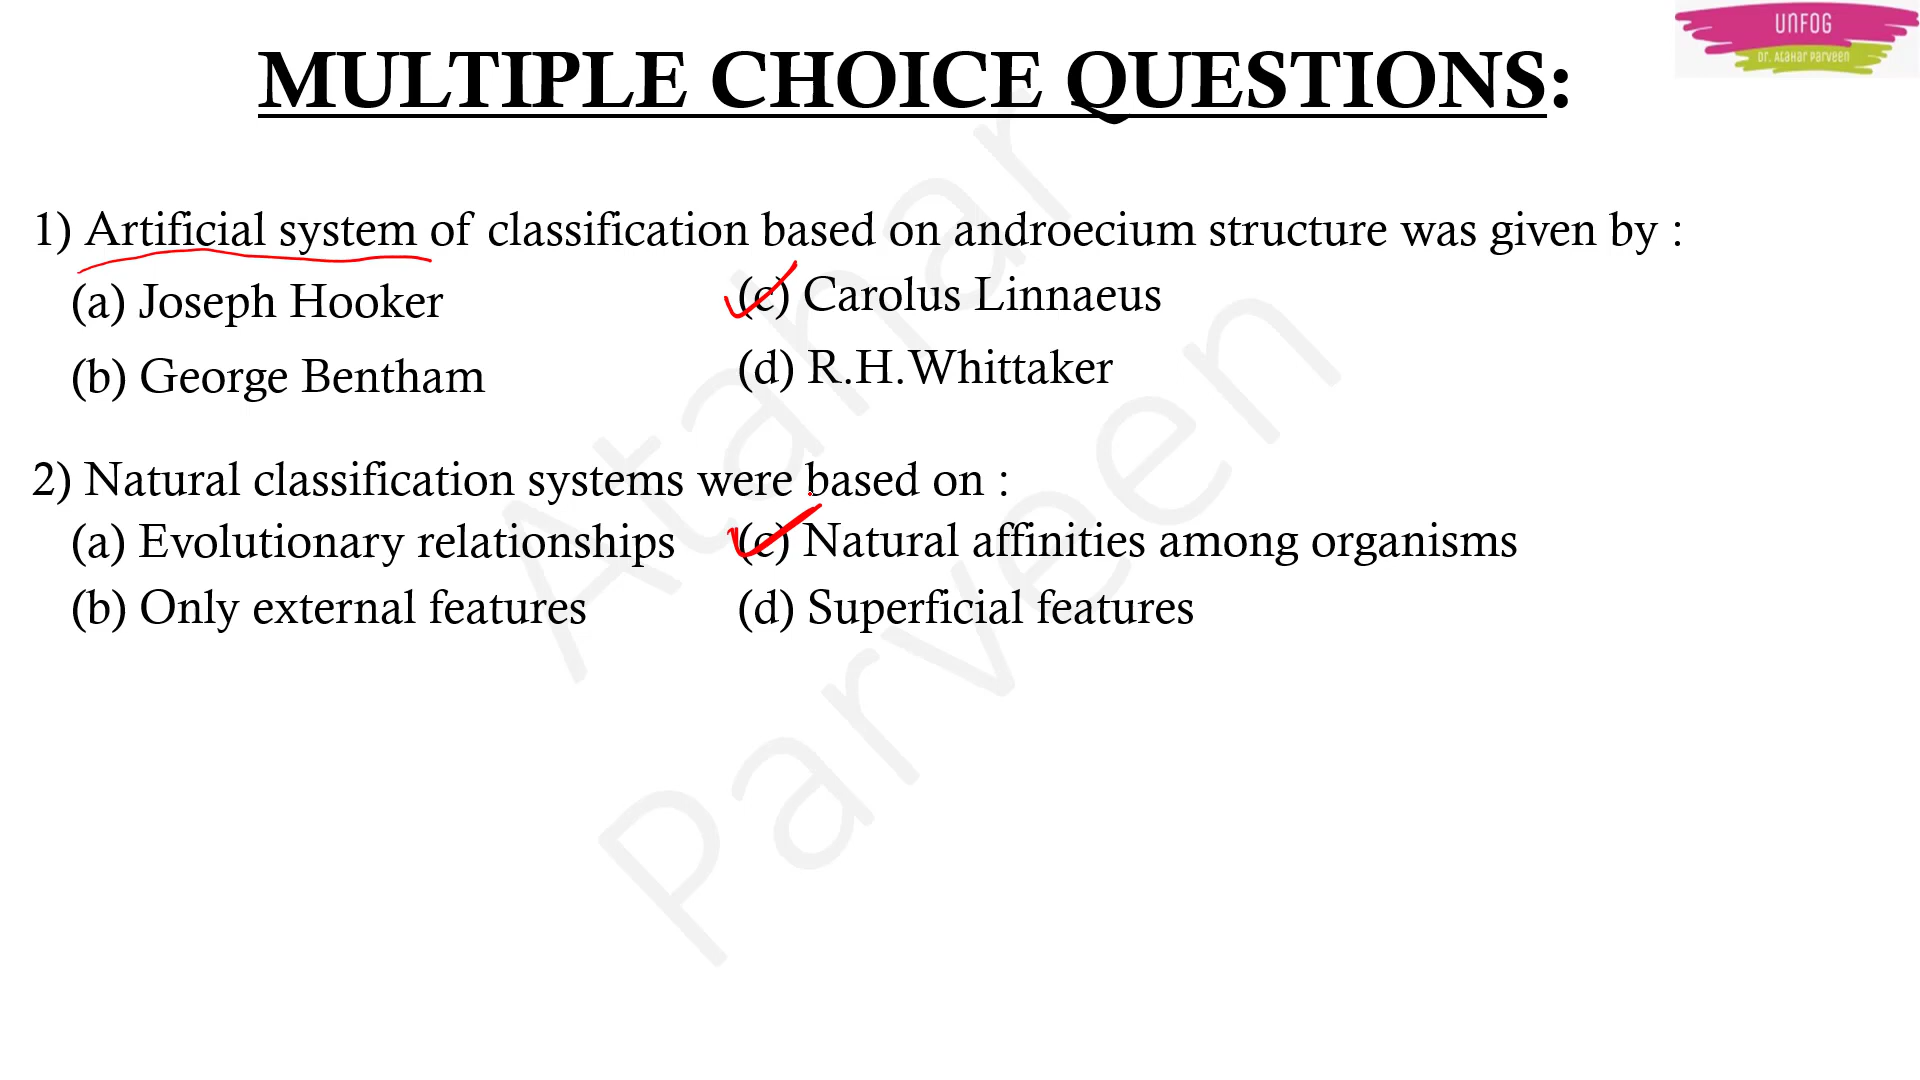 UNFOG
Dr. Atahar Parveen
MULTIPLE CHOICE QUESTIONS:
1) Artificial system of classification based on androecium structure was given by :
(a) Joseph Hooker
(c) Carolus Linnaeus
(b) George Bentham
(d) R.H.Whittaker
2) Natural classification systems were based on :
(a) Evolutionary relationships
(c) Natural affinities among organisms
(b) Only external features
(d) Superficial features
Atahar
Parveen